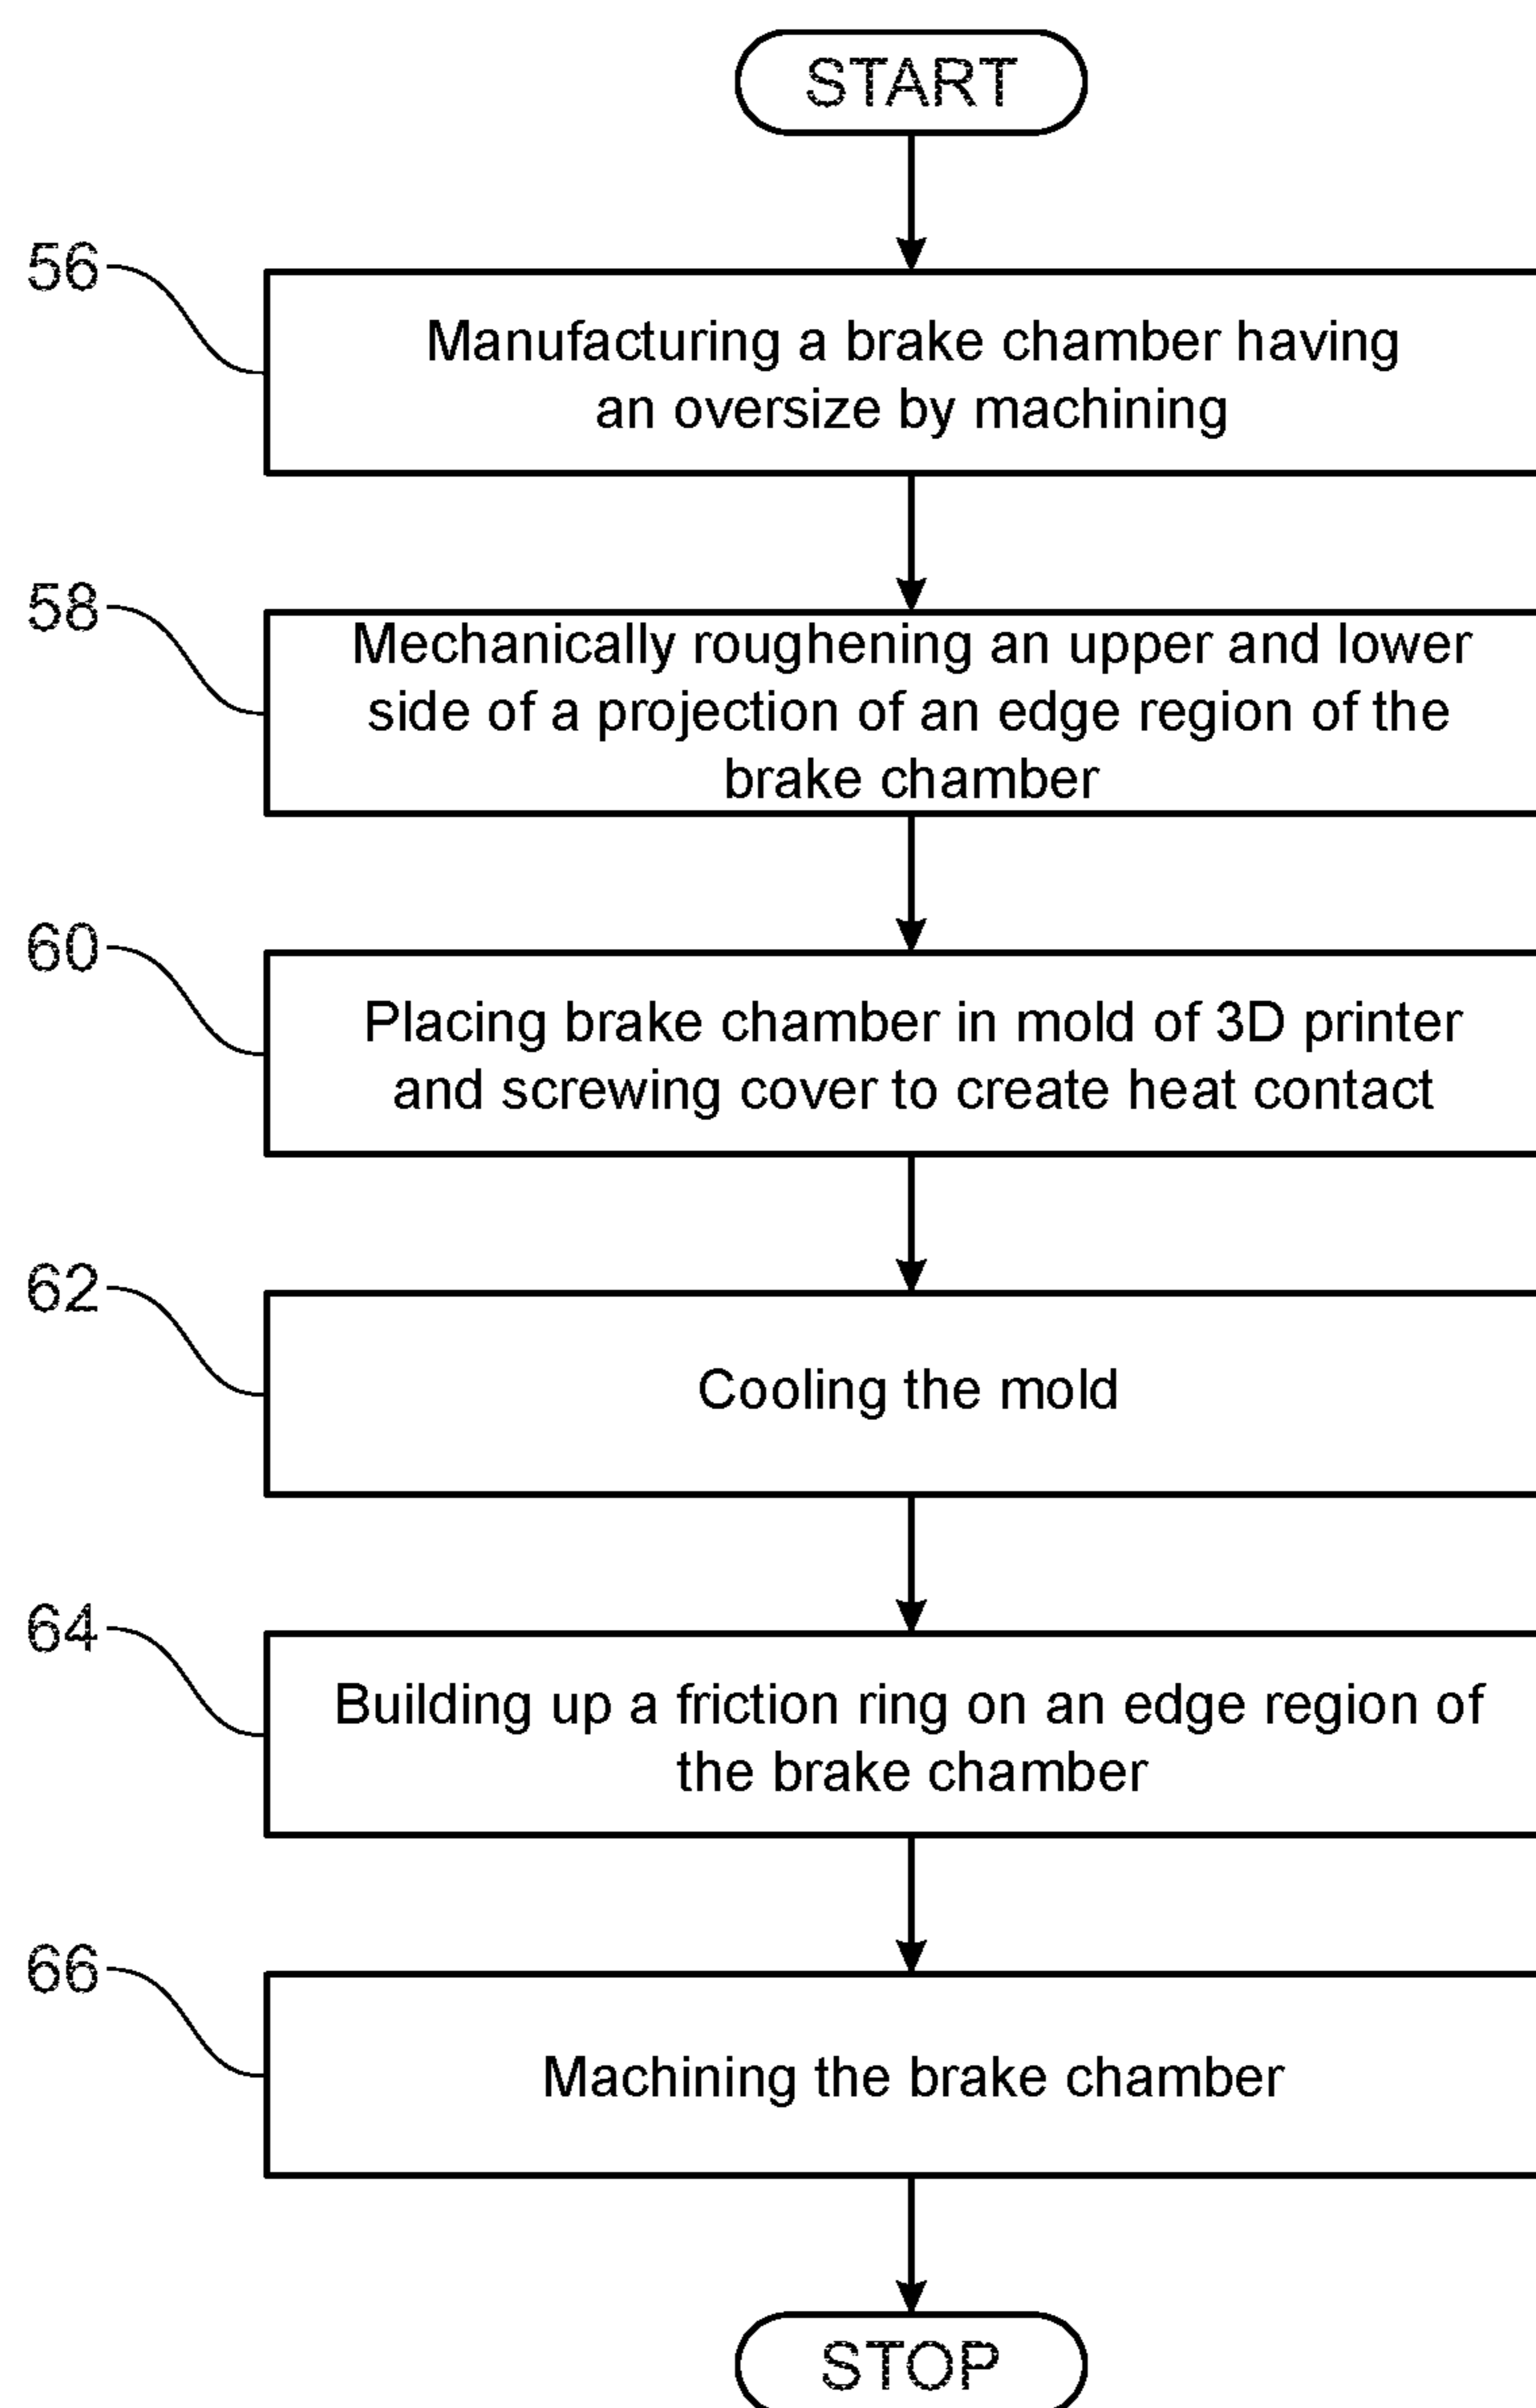 START
56
Manufacturing a brake chamber having
an oversize by machining
58
Mechanically roughening an upper and lower
side of a projection of an edge region of the
brake chamber
60
Placing brake chamber in mold of 3D printer
and screwing cover to create heat contact
62
Cooling the mold
64
Building up a friction ring on an edge region of
the brake chamber
66
Machining the brake chamber
STOP